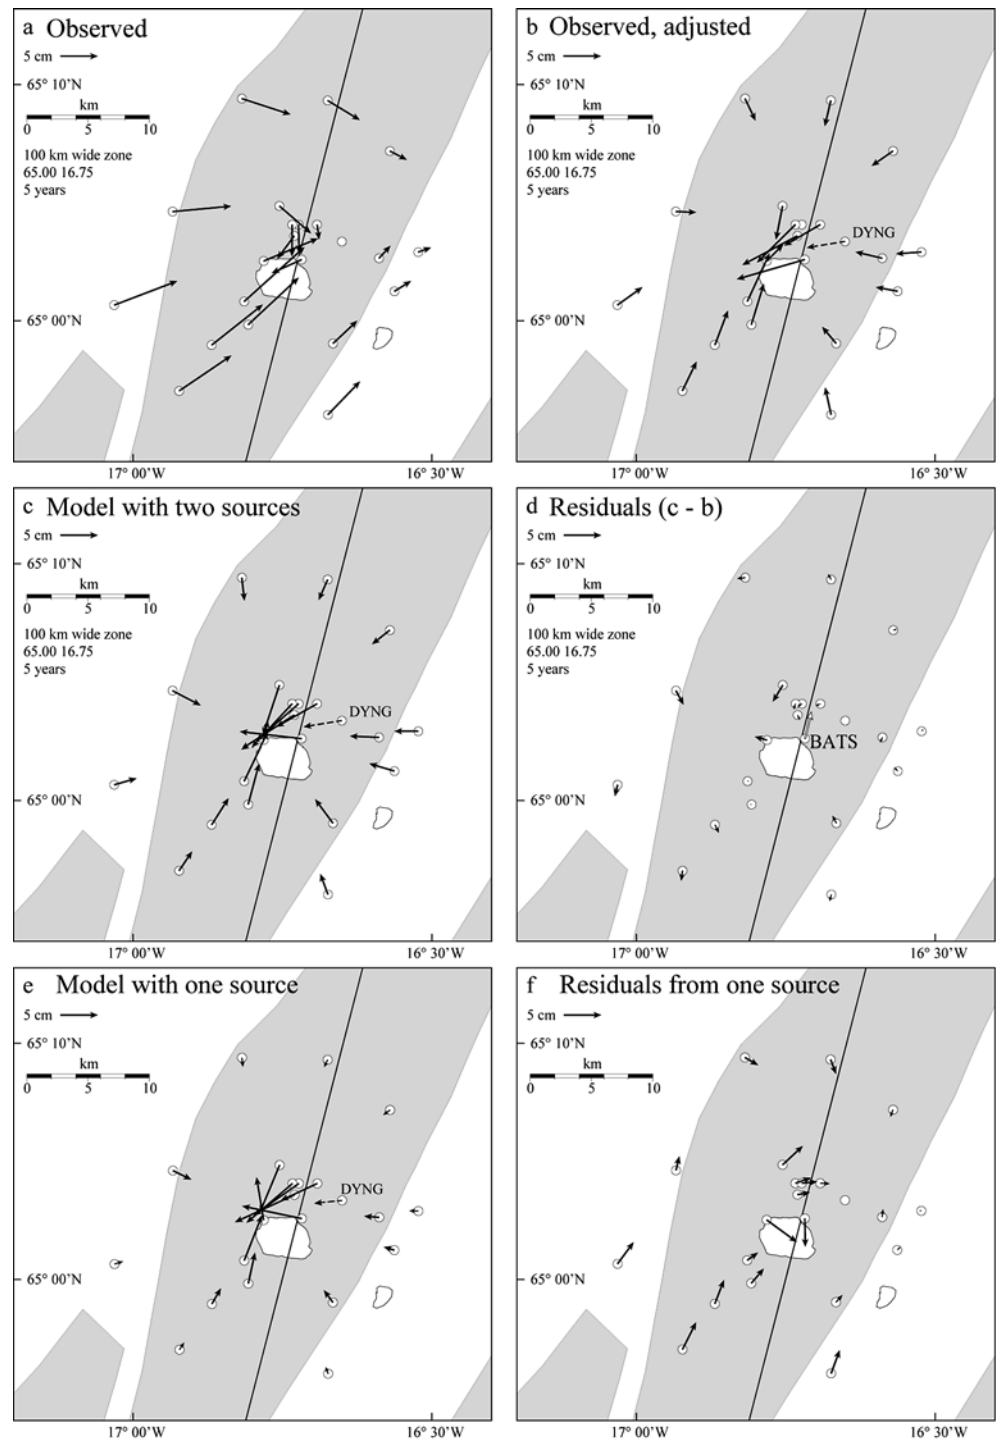 a Observed
5 cm
65° 10'N
km
0 5 10
100 km wide zone
65.00 16.75
5 years
65° 00'N
17° 00'W 16° 30'W
b Observed, adjusted
5 cm
65° 10'N
km
0 5 10
100 km wide zone
65.00 16.75
5 years
DYNG
65° 00'N
17° 00'W 16° 30'W
c Model with two sources
5 cm
65° 10'N
km
0 5 10
100 km wide zone
65.00 16.75
5 years
DYNG
65° 00'N
17° 00'W 16° 30'W
d Residuals (c - b)
5 cm
65° 10'N
km
0 5 10
100 km wide zone
65.00 16.75
5 years
BATS
65° 00'N
17° 00'W 16° 30'W
e Model with one source
5 cm
65° 10'N
km
0 5 10
DYNG
65° 00'N
17° 00'W 16° 30'W
f Residuals from one source
5 cm
65° 10'N
km
0 5 10
65° 00'N
17° 00'W 16° 30'W